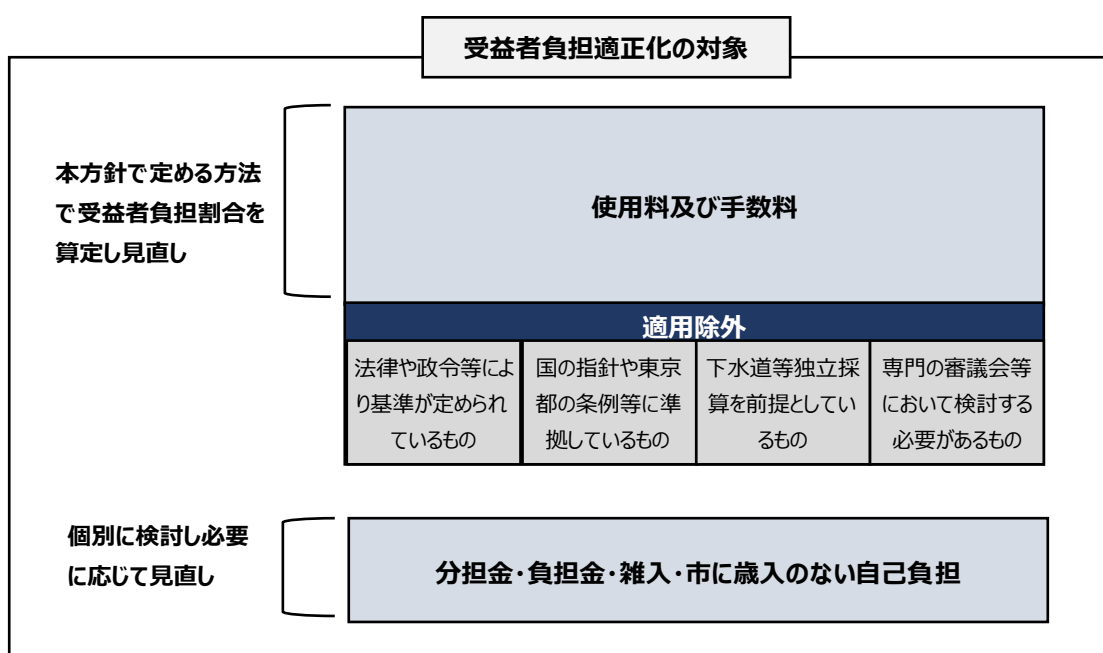 受益者負担適正化の対象
本方針で定める方法
で受益者負担割合を
算定し見直し
使用料及び手数料
適用除外
法律や政令等によ
り基準が定められ
ているもの
国の指針や東京
都の条例等に準
拠しているもの
下水道等独立採
算を前提としてい
るもの
専門の審議会等
において検討する
必要があるもの
個別に検討し必要
に応じて見直し
分担金・負担金・雑入・市に歳入のない自己負担